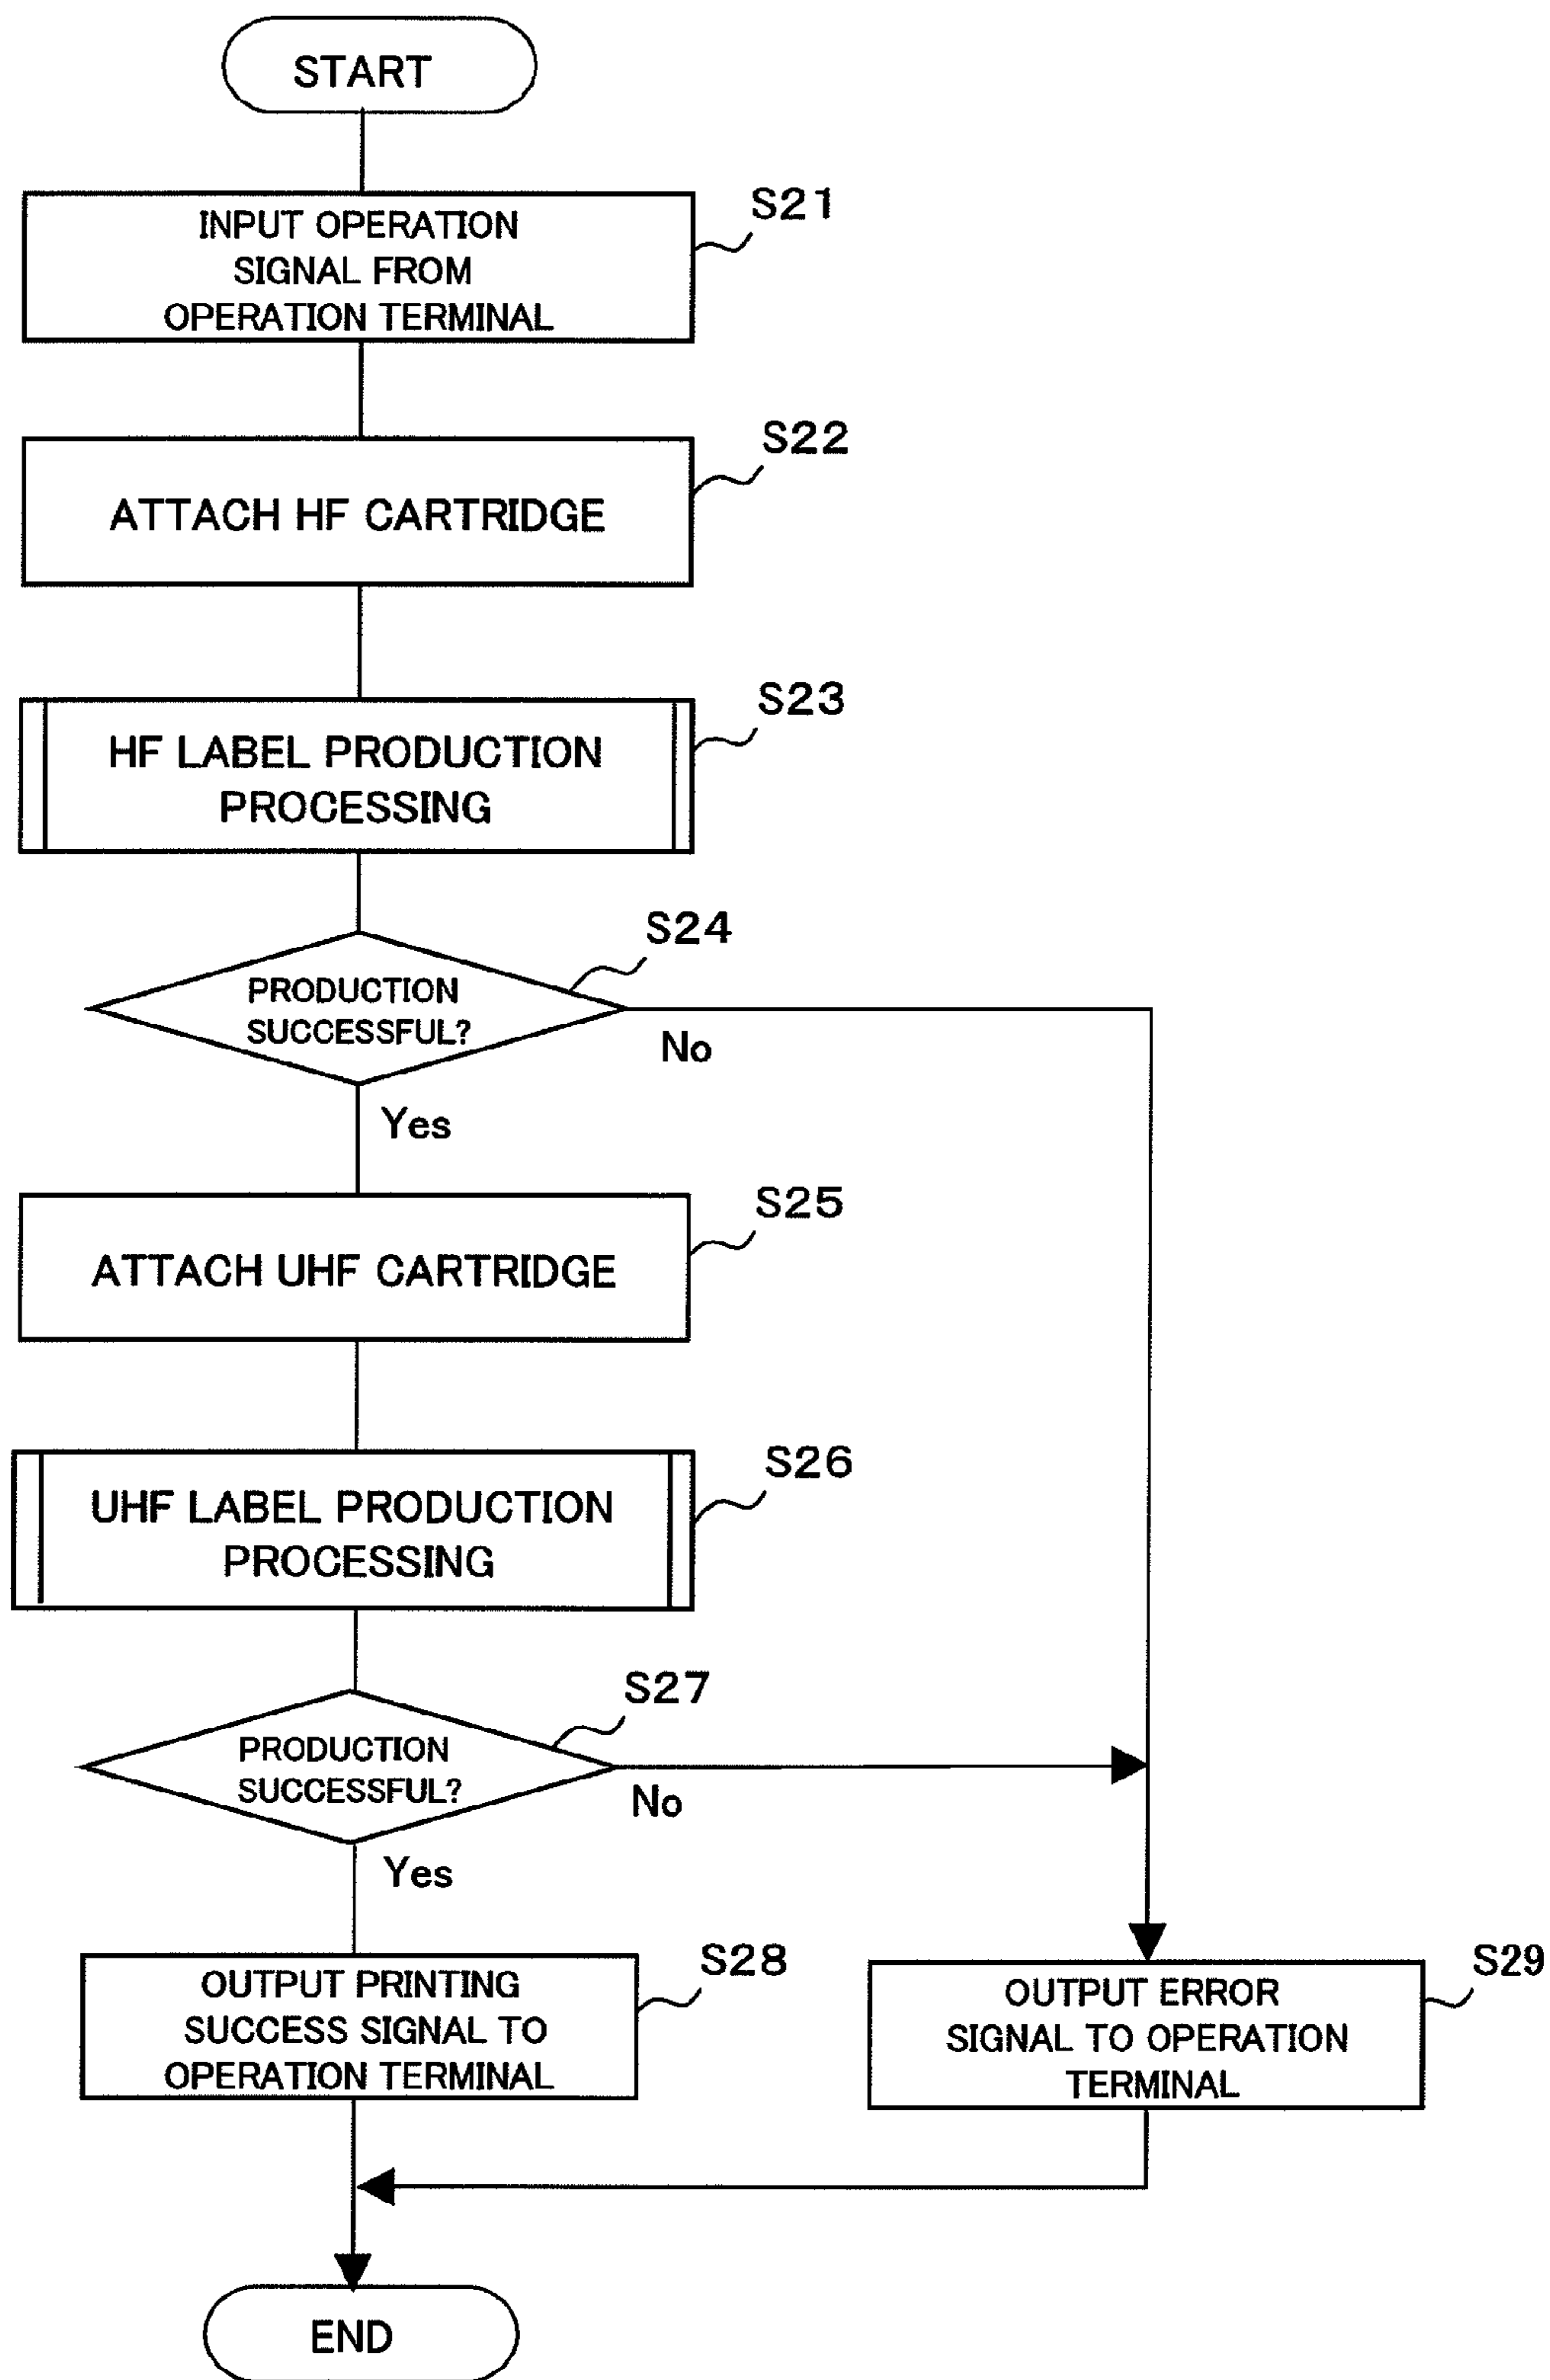 START
S21
INPUT OPERATION
SIGNAL FROM
OPERATION TERMINAL
S22
ATTACH HF CARTRIDGE
S23
HF LABEL PRODUCTION
PROCESSING
S24
PRODUCTION
SUCCESSFUL?
No
Yes
S25
ATTACH UHF CARTRIDGE
S26
UHF LABEL PRODUCTION
PROCESSING
S27
PRODUCTION
SUCCESSFUL?
No
Yes
S28
OUTPUT PRINTING
SUCCESS SIGNAL TO
OPERATION TERMINAL
S29
OUTPUT ERROR
SIGNAL TO OPERATION
TERMINAL
END